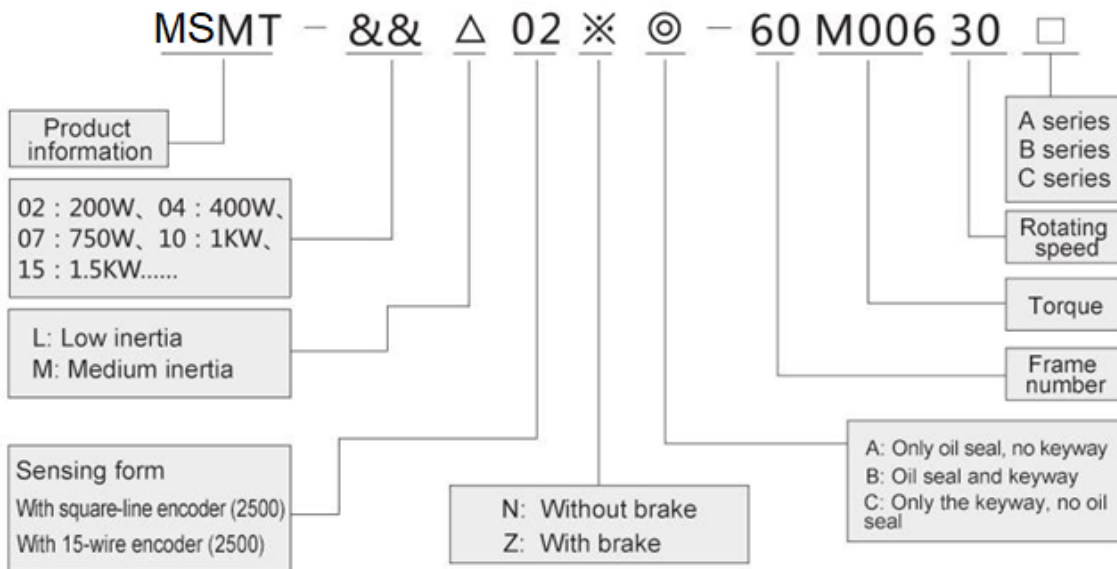 MSMT - && △ 02 ※ ◎ - 60 M006 30 □
Product
information
02 : 200W、04 : 400W、
07 : 750W、10 : 1KW、
15 : 1.5KW......
L: Low inertia
M: Medium inertia
Sensing form
With square-line encoder (2500)
With 15-wire encoder (2500)
N: Without brake
Z: With brake
A series
B series
C series
Rotating
speed
Torque
Frame
number
A: Only oil seal, no keyway
B: Oil seal and keyway
C: Only the keyway, no oil
seal